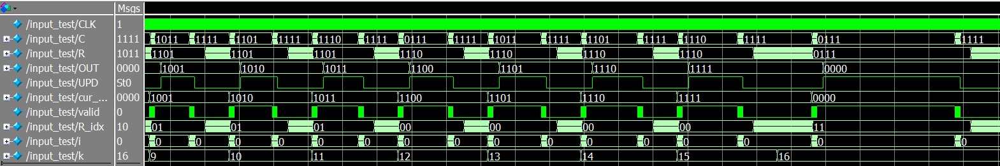 Msgs
/input_test/CLK 1
/input_test/C 1111 1011 1111 1101 1111 1110 1111 0111 1111 1011 1111 1101 1111 1110 1111 0111 1111
/input_test/R 1011 1101 1101 1101 1110 1110 1110 1110 0111
/input_test/OUT 0000 1001 1010 1011 1100 1101 1110 1111 0000
/input_test/UPD St0
/input_test/cur_... 0000 1001 1010 1011 1100 1101 1110 1111 0000
/input_test/valid 0
/input_test/R_idx 10 01 01 01 00 00 00 00 11
/input_test/i 0 0 0 0 0 0 0 0 0 0 0 0 0 0 0 0 0
/input_test/k 16 9 10 11 12 13 14 15 16